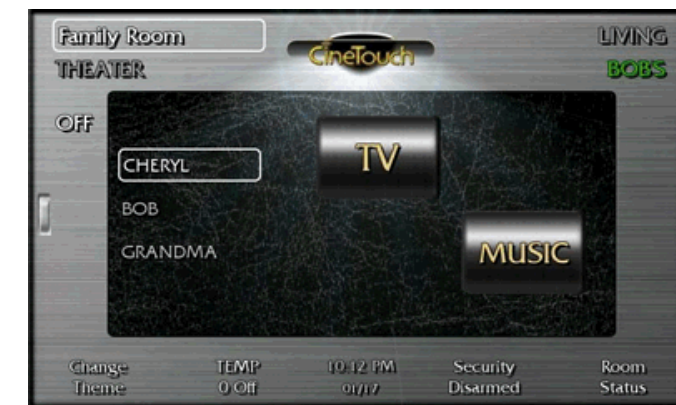 Family Room
CineTouch
LIVING
THEATER
BOB'S
OFF
TV
CHERYL
BOB
GRANDMA
MUSIC
Change
Theme
TEMP
0 Off
10:12 PM
01/17
Security
Disarmed
Room
Status